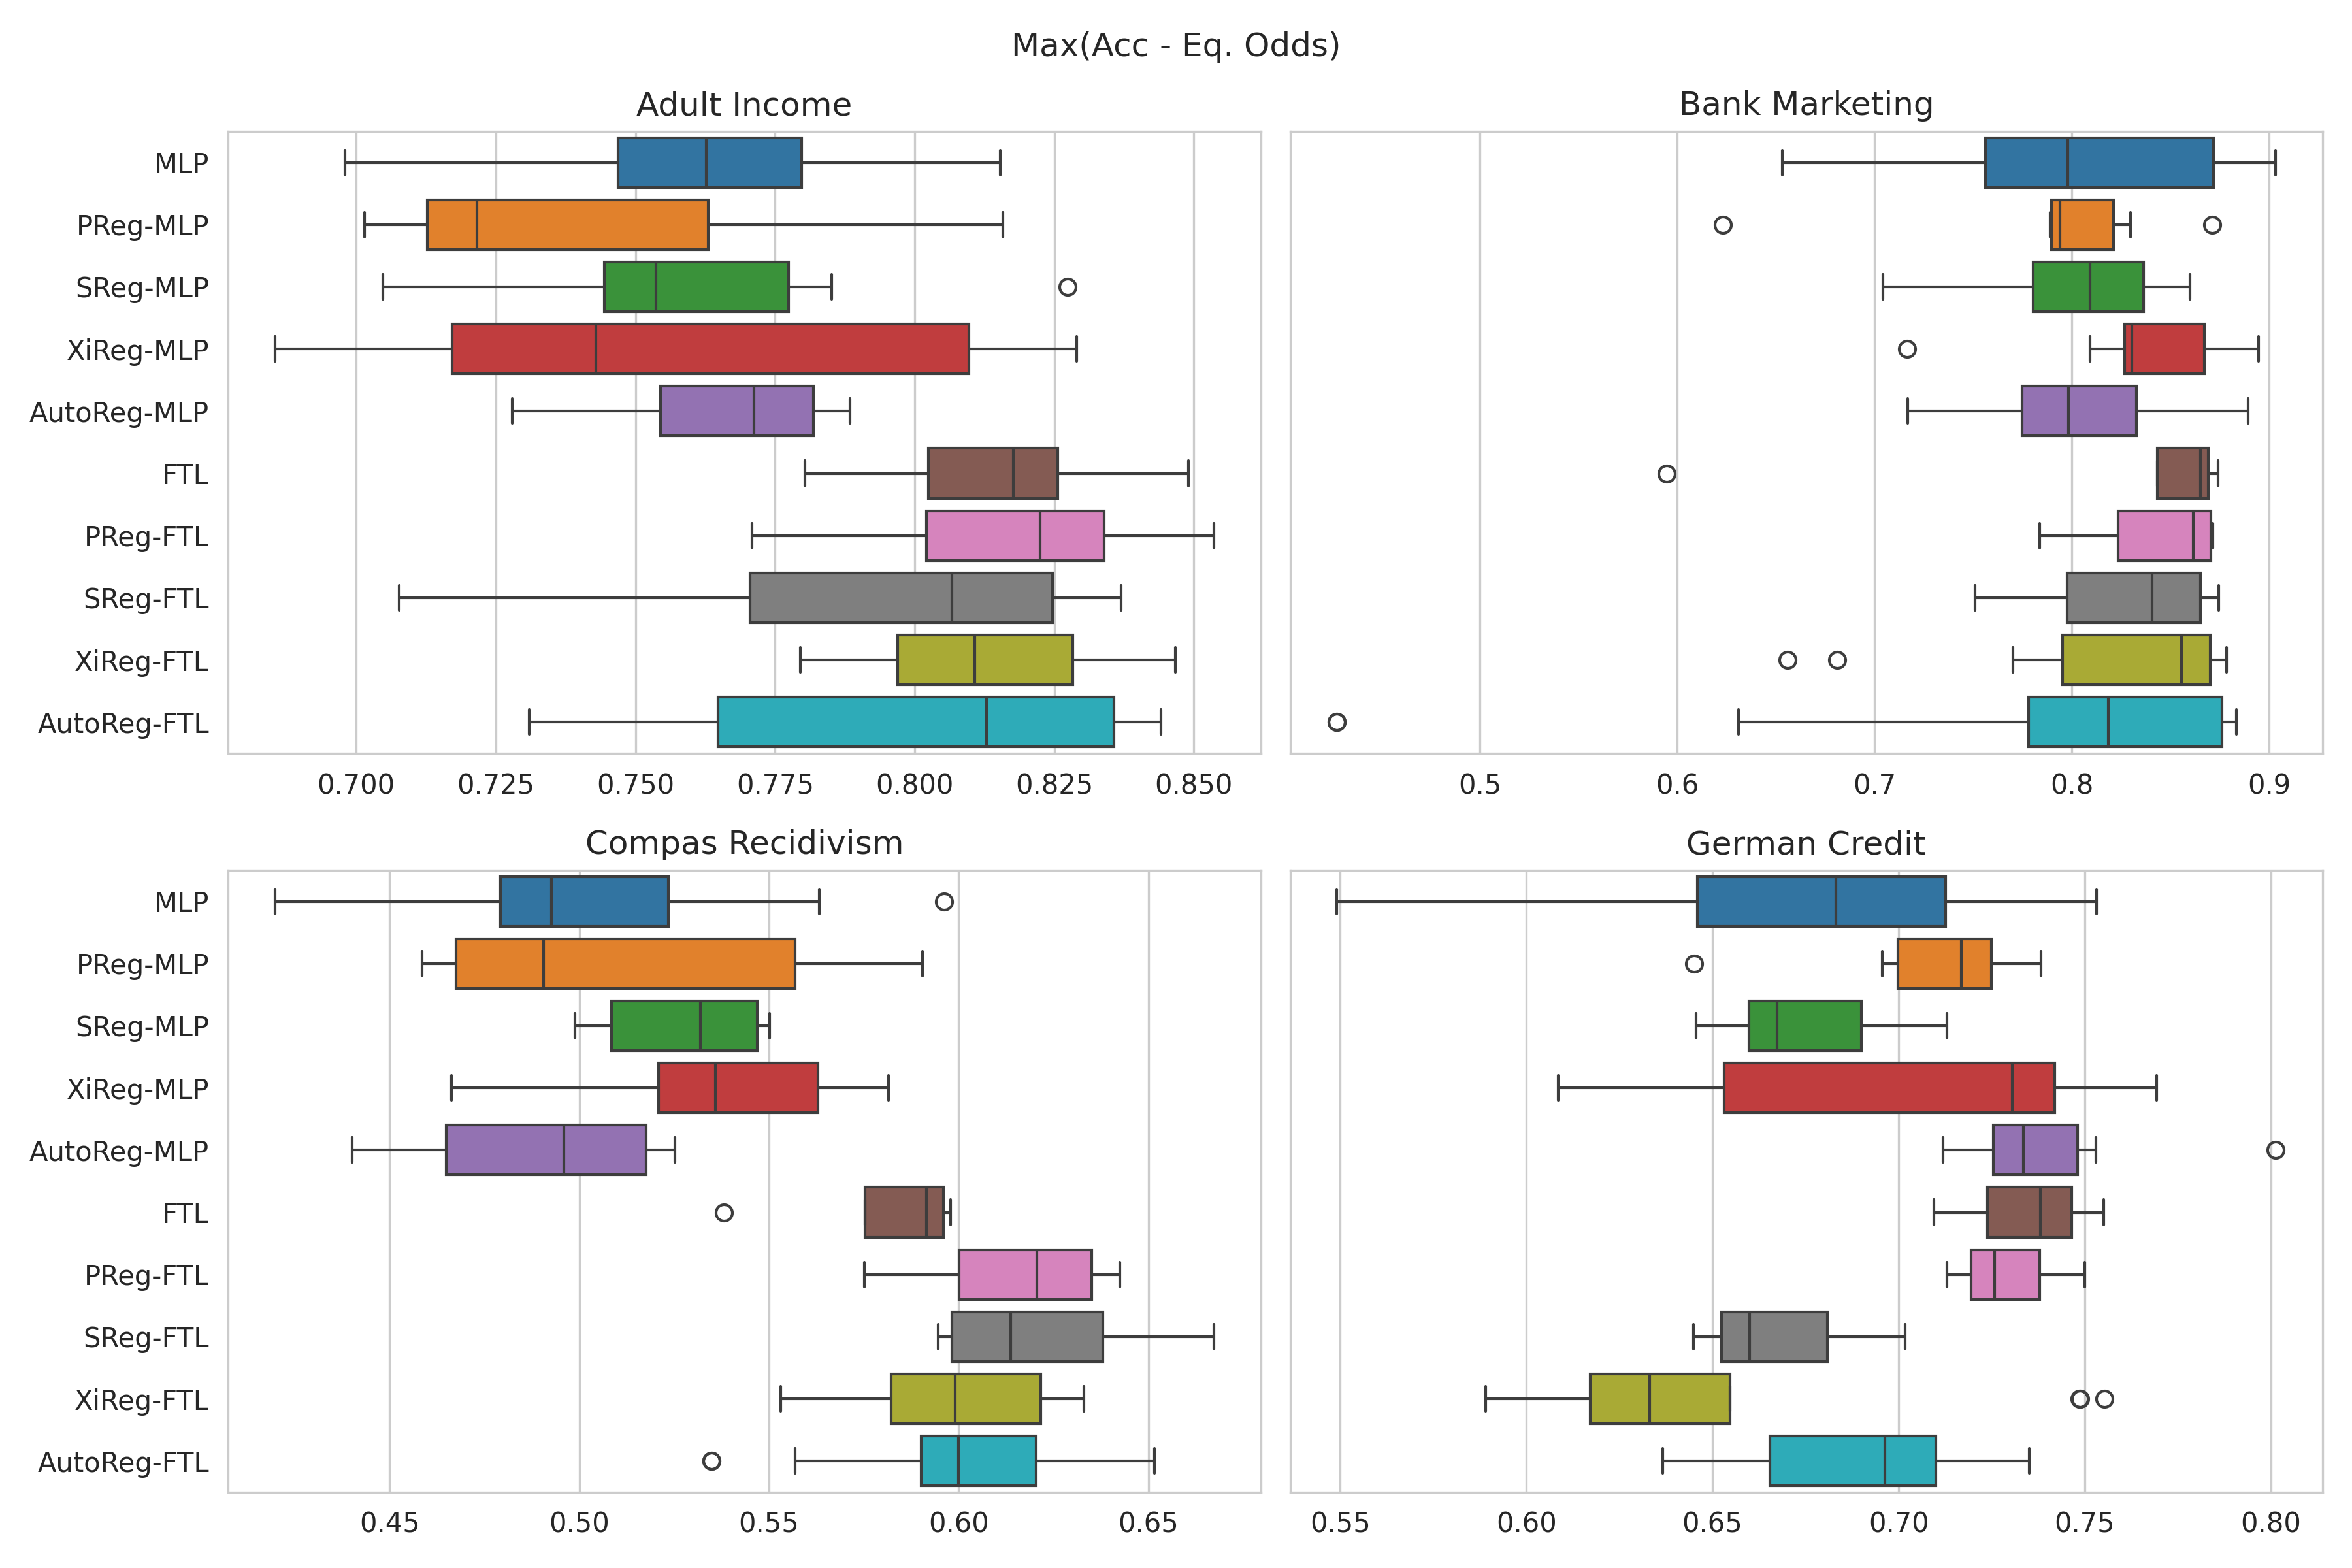 Max(Acc - Eq. Odds)
Adult Income
Bank Marketing
MLP
PReg-MLP
SReg-MLP
XiReg-MLP
AutoReg-MLP
FTL
PReg-FTL
SReg-FTL
XiReg-FTL
AutoReg-FTL
0.700 0.725 0.750 0.775 0.800 0.825 0.850
0.5 0.6 0.7 0.8 0.9
Compas Recidivism
German Credit
MLP
PReg-MLP
SReg-MLP
XiReg-MLP
AutoReg-MLP
FTL
PReg-FTL
SReg-FTL
XiReg-FTL
AutoReg-FTL
0.45 0.50 0.55 0.60 0.65
0.55 0.60 0.65 0.70 0.75 0.80